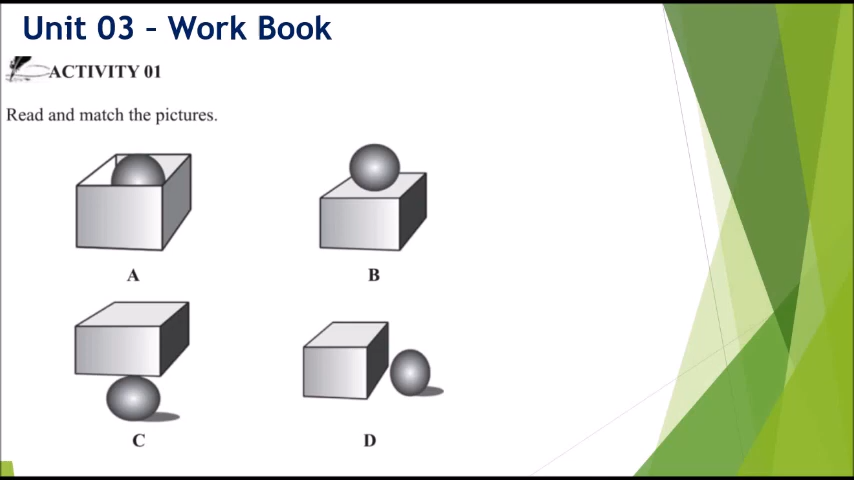 Unit 03 – Work Book
ACTIVITY 01
Read and match the pictures.
A
B
C
D